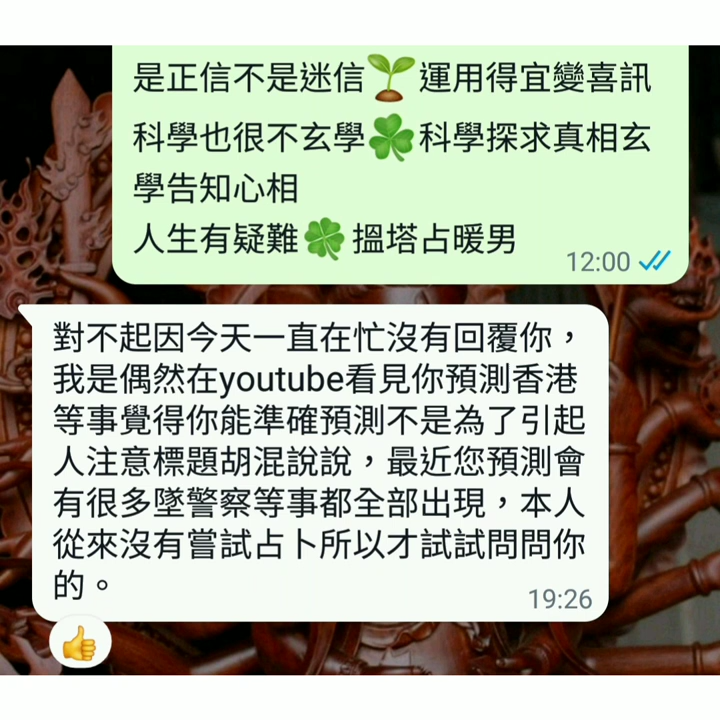 是正信不是迷信🌱運用得宜變喜訊
科學也很不玄學☘️科學探求真相玄
學告知心相
人生有疑難🍀搵塔占暖男
12:00
對不起因今天一直在忙沒有回覆你，
我是偶然在youtube看見你預測香港
等事覺得你能準確預測不是為了引起
人注意標題胡混說說，最近您預測會
有很多墜警察等事都全部出現，本人
從來沒有嘗試占卜所以才試試問問你
的。
19:26